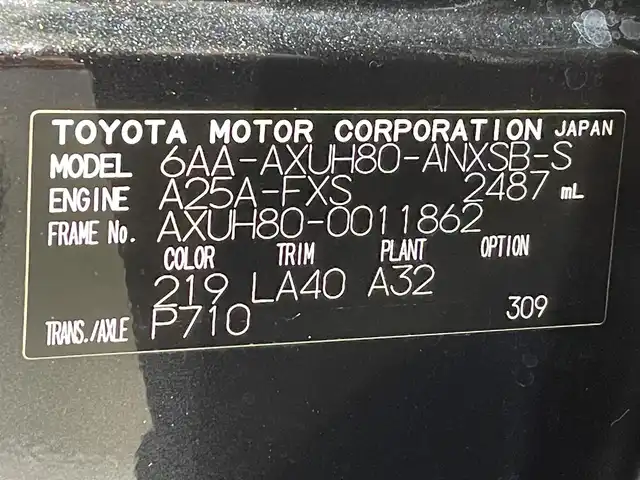 TOYOTA MOTOR CORPORATION JAPAN
MODEL 6AA-AXUH80-ANXSB-S
ENGINE A25A-FXS 2487 mL
FRAME No. AXUH80-0011862
COLOR TRIM PLANT OPTION
219 LA40 A32
TRANS./AXLE P710 309